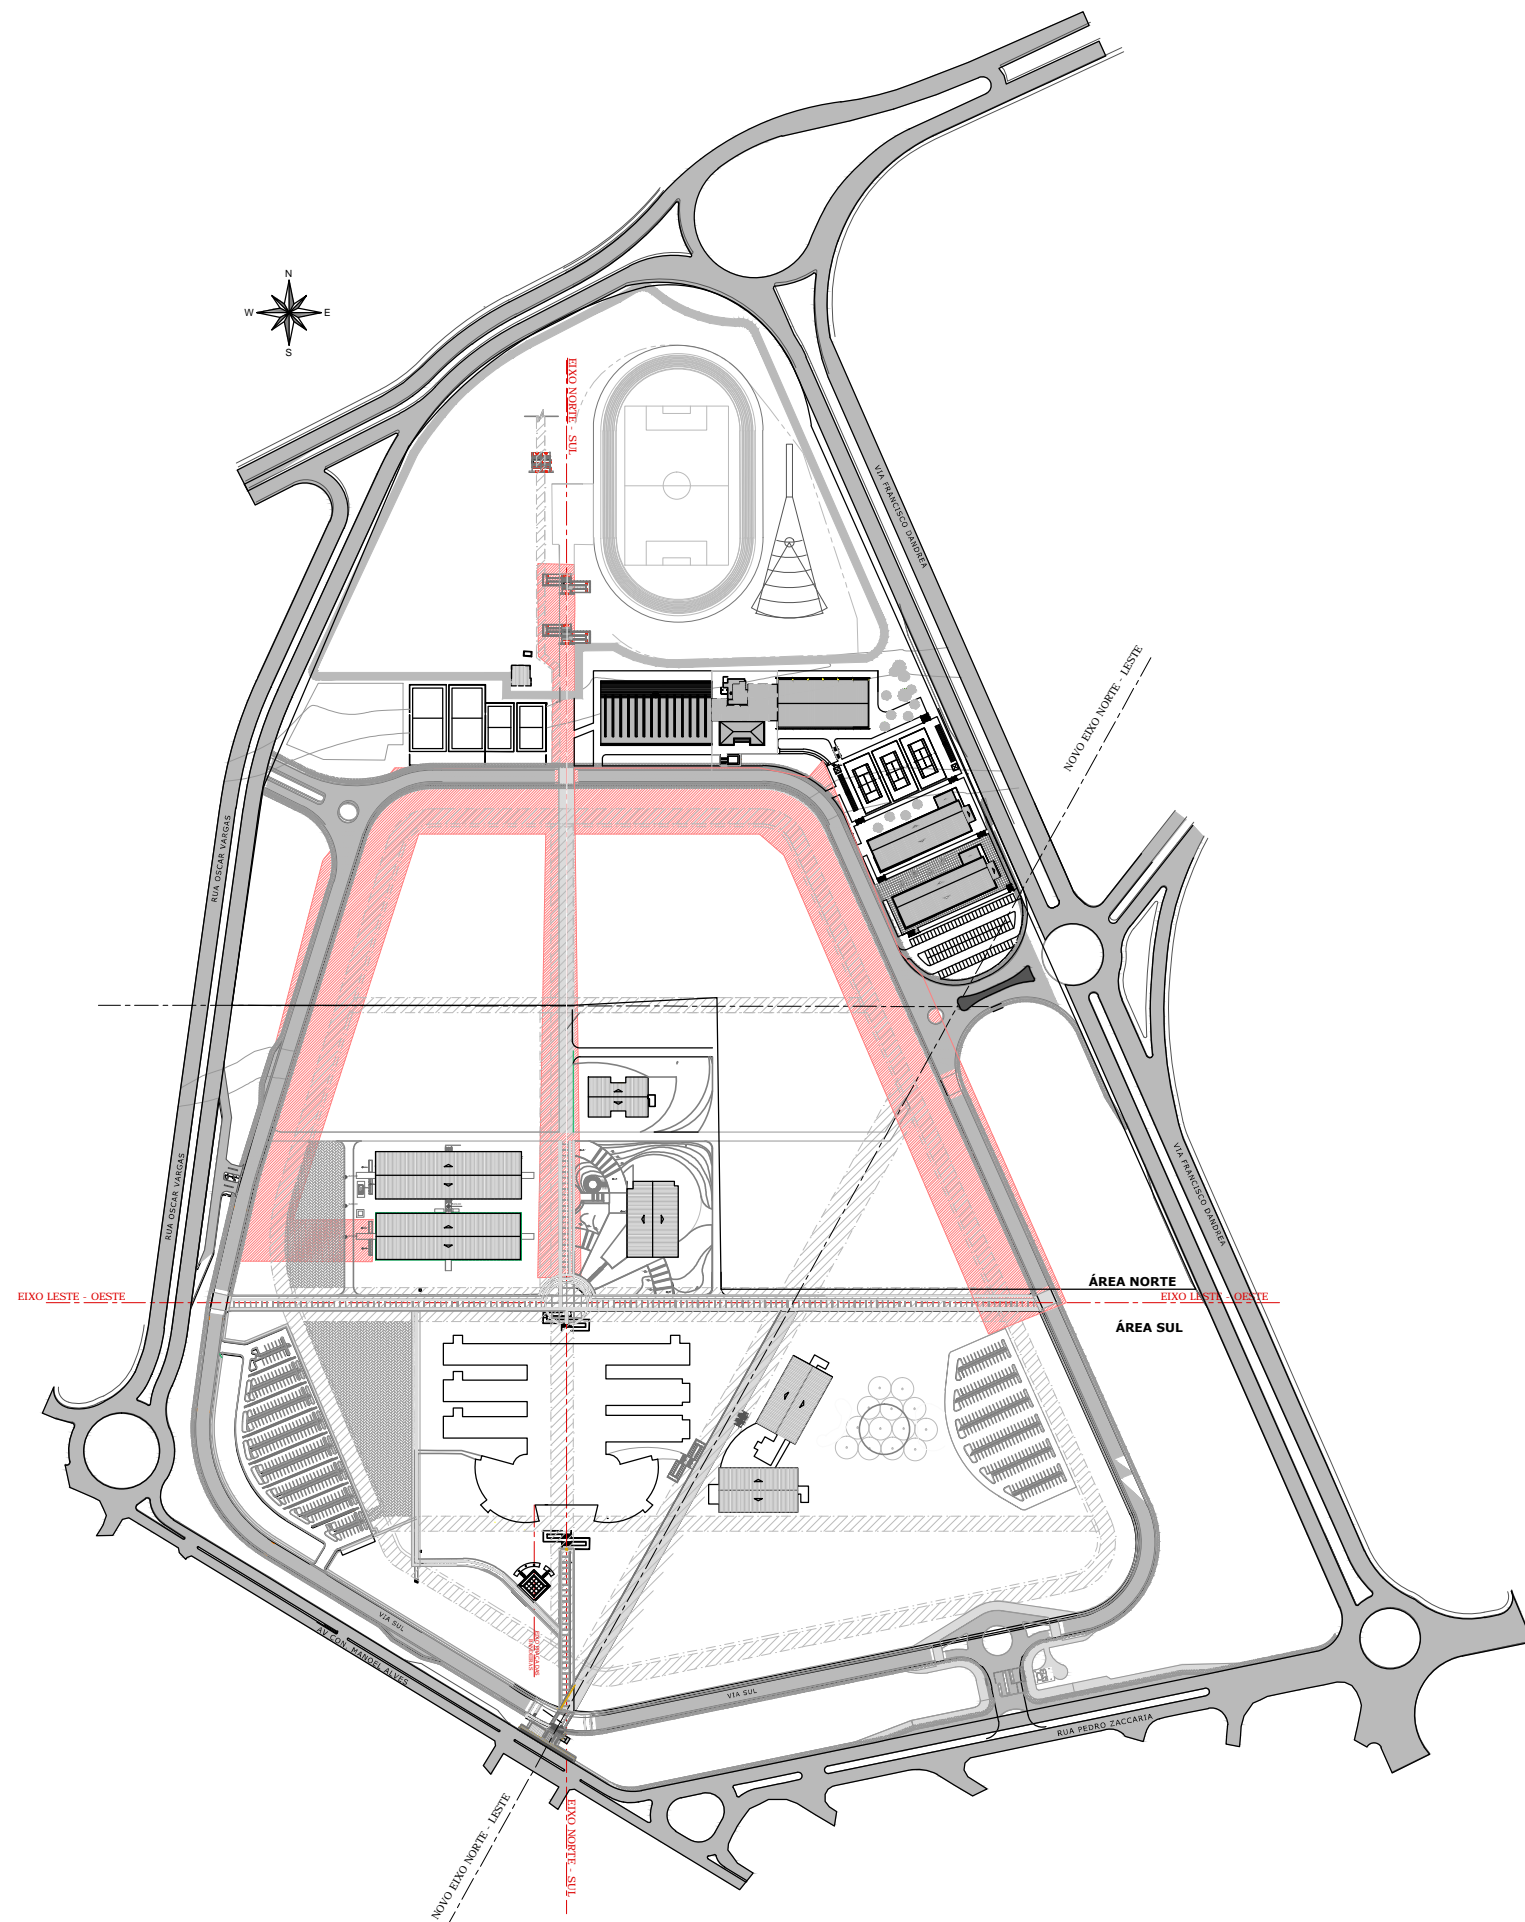 N
W
E
S
EIXO NORTE - SUL
VIA FRANCISCO DANDREA
NOVO EIXO NORTE - LESTE
RUA OSCAR VARGAS
RUA OSCAR VARGAS
VIA FRANCISCO DANDREA
ÁREA NORTE
EIXO LESTE - OESTE
EIXO LESTE - OESTE
ÁREA SUL
VIA SUL
AV CON. MANOEL ALVES
VIA SUL
RUA PEDRO ZACCARIA
NOVO EIXO NORTE - LESTE
EIXO NORTE - SUL